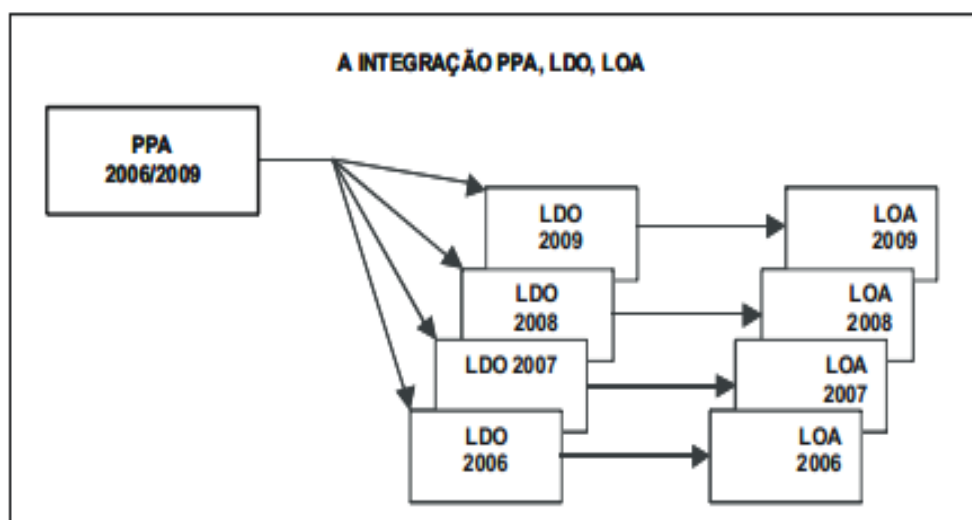 A INTEGRAÇÃO PPA, LDO, LOA
PPA
2006/2009
LDO
2009
LOA
2009
LDO
2008
LOA
2008
LDO 2007
LOA
2007
LDO
2006
LOA
2006